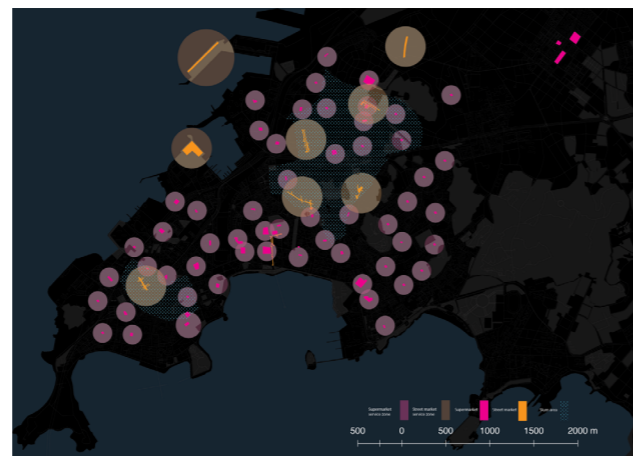 Supermarket service zone
Street market service zone
Supermarket
Street market
Slum area
500 0 500 1000 1500 2000 m